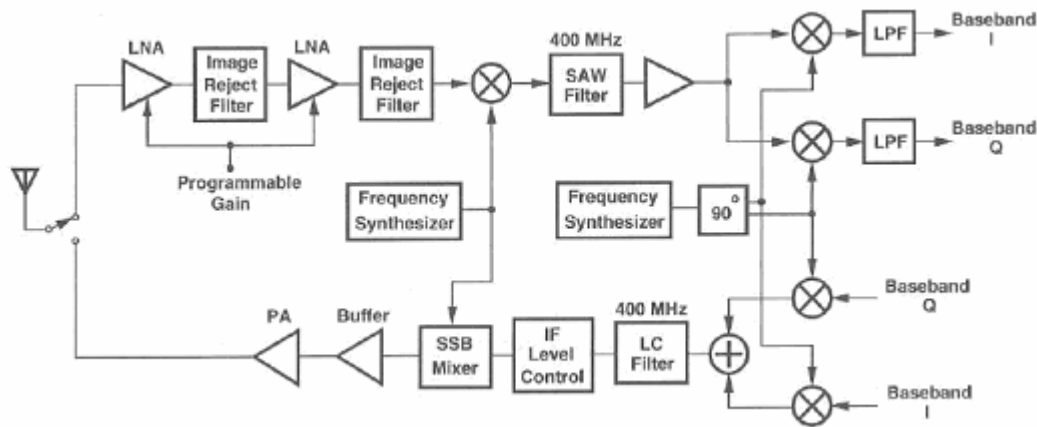 LNA
Image
Reject
Filter
LNA
Image
Reject
Filter
400 MHz
SAW
Filter
LPF
Baseband
I
LPF
Baseband
Q
Programmable
Gain
Frequency
Synthesizer
Frequency
Synthesizer
90°
PA
Buffer
SSB
Mixer
IF
Level
Control
400 MHz
LC
Filter
Baseband
Q
Baseband
I